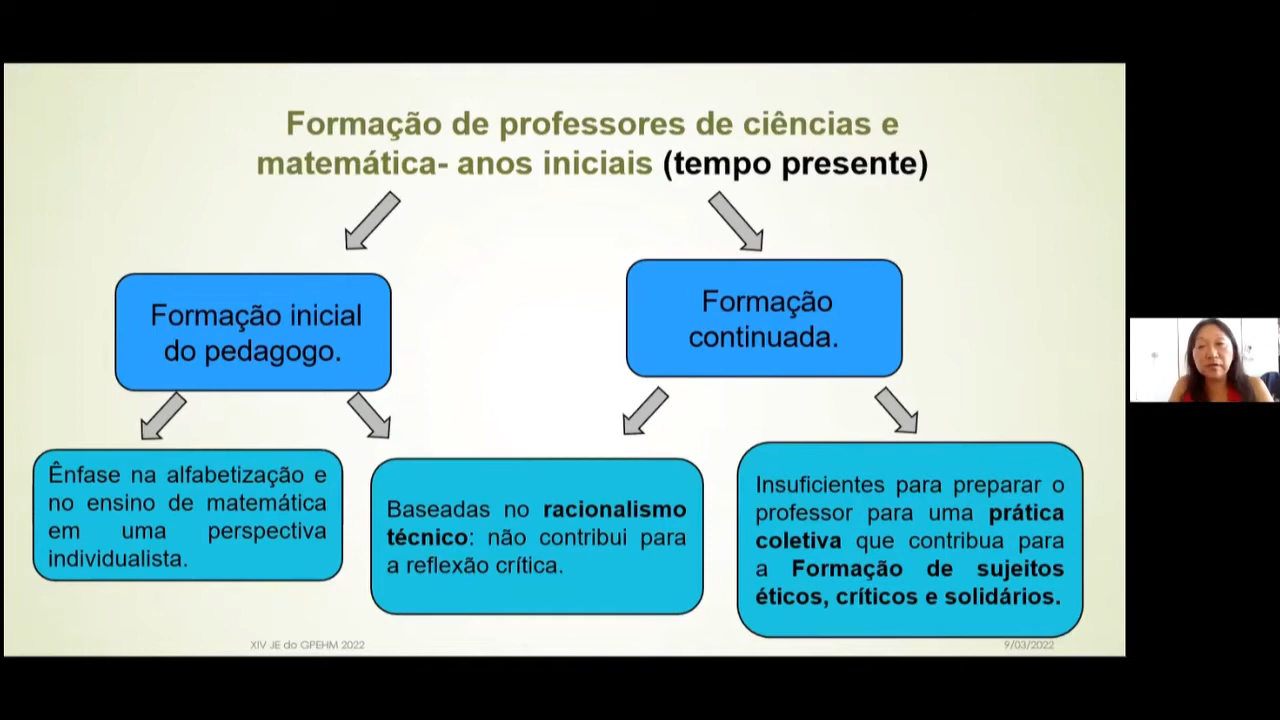 Formação de professores de ciências e
matemática- anos iniciais (tempo presente)
Formação inicial
do pedagogo.
Formação
continuada.
Ênfase na alfabetização e
no ensino de matemática
em uma perspectiva
individualista.
Baseadas no racionalismo
técnico: não contribui para
a reflexão crítica.
Insuficientes para preparar o
professor para uma prática
coletiva que contribua para
a Formação de sujeitos
éticos, críticos e solidários.
XIV JE do GPEHM 2022
9/03/2022